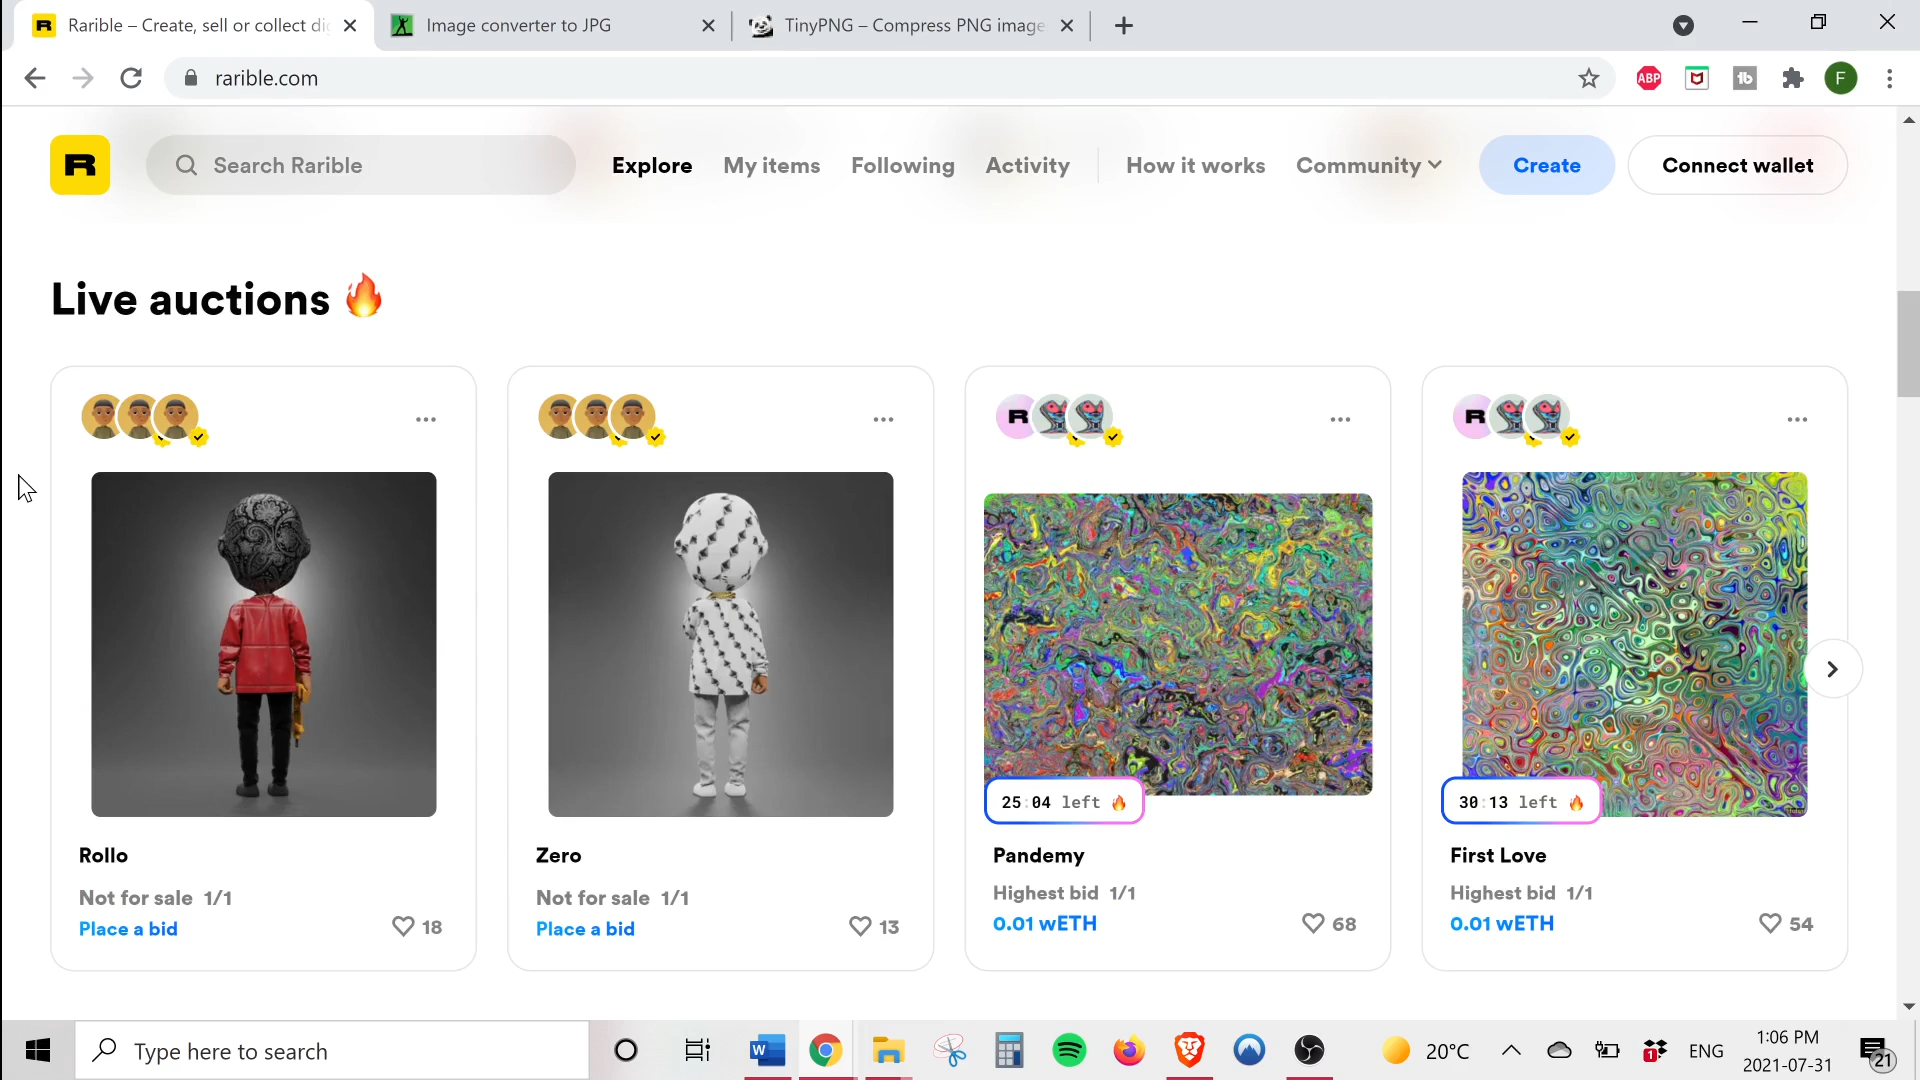 Rarible – Create, sell or collect di
Image converter to JPG
TinyPNG – Compress PNG image
rarible.com
ABP
F
R
Search Rarible
Explore
My items
Following
Activity
How it works
Community
Create
Connect wallet
Live auctions 🔥
Rollo
Not for sale 1/1
Place a bid
18
Zero
Not for sale 1/1
Place a bid
13
R
25:04 left 🔥
Pandemy
Highest bid 1/1
0.01 wETH
68
R
30:13 left 🔥
First Love
Highest bid 1/1
0.01 wETH
54
Type here to search
W
20°C
1
ENG
1:06 PM
2021-07-31
21